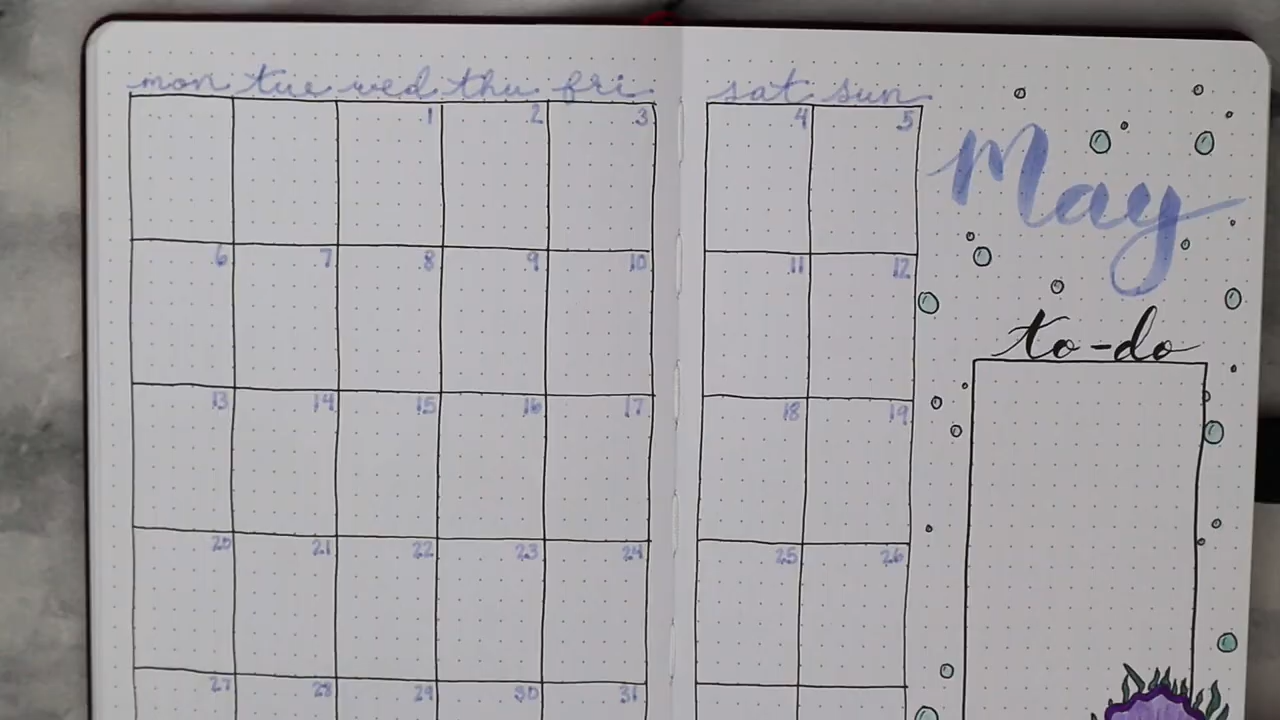 mon tue wed thu fri sat sun
May
1 2 3 4 5
6 7 8 9 10 11 12
to-do
13 14 15 16 17 18 19
20 21 22 23 24 25 26
27 28 29 30 31